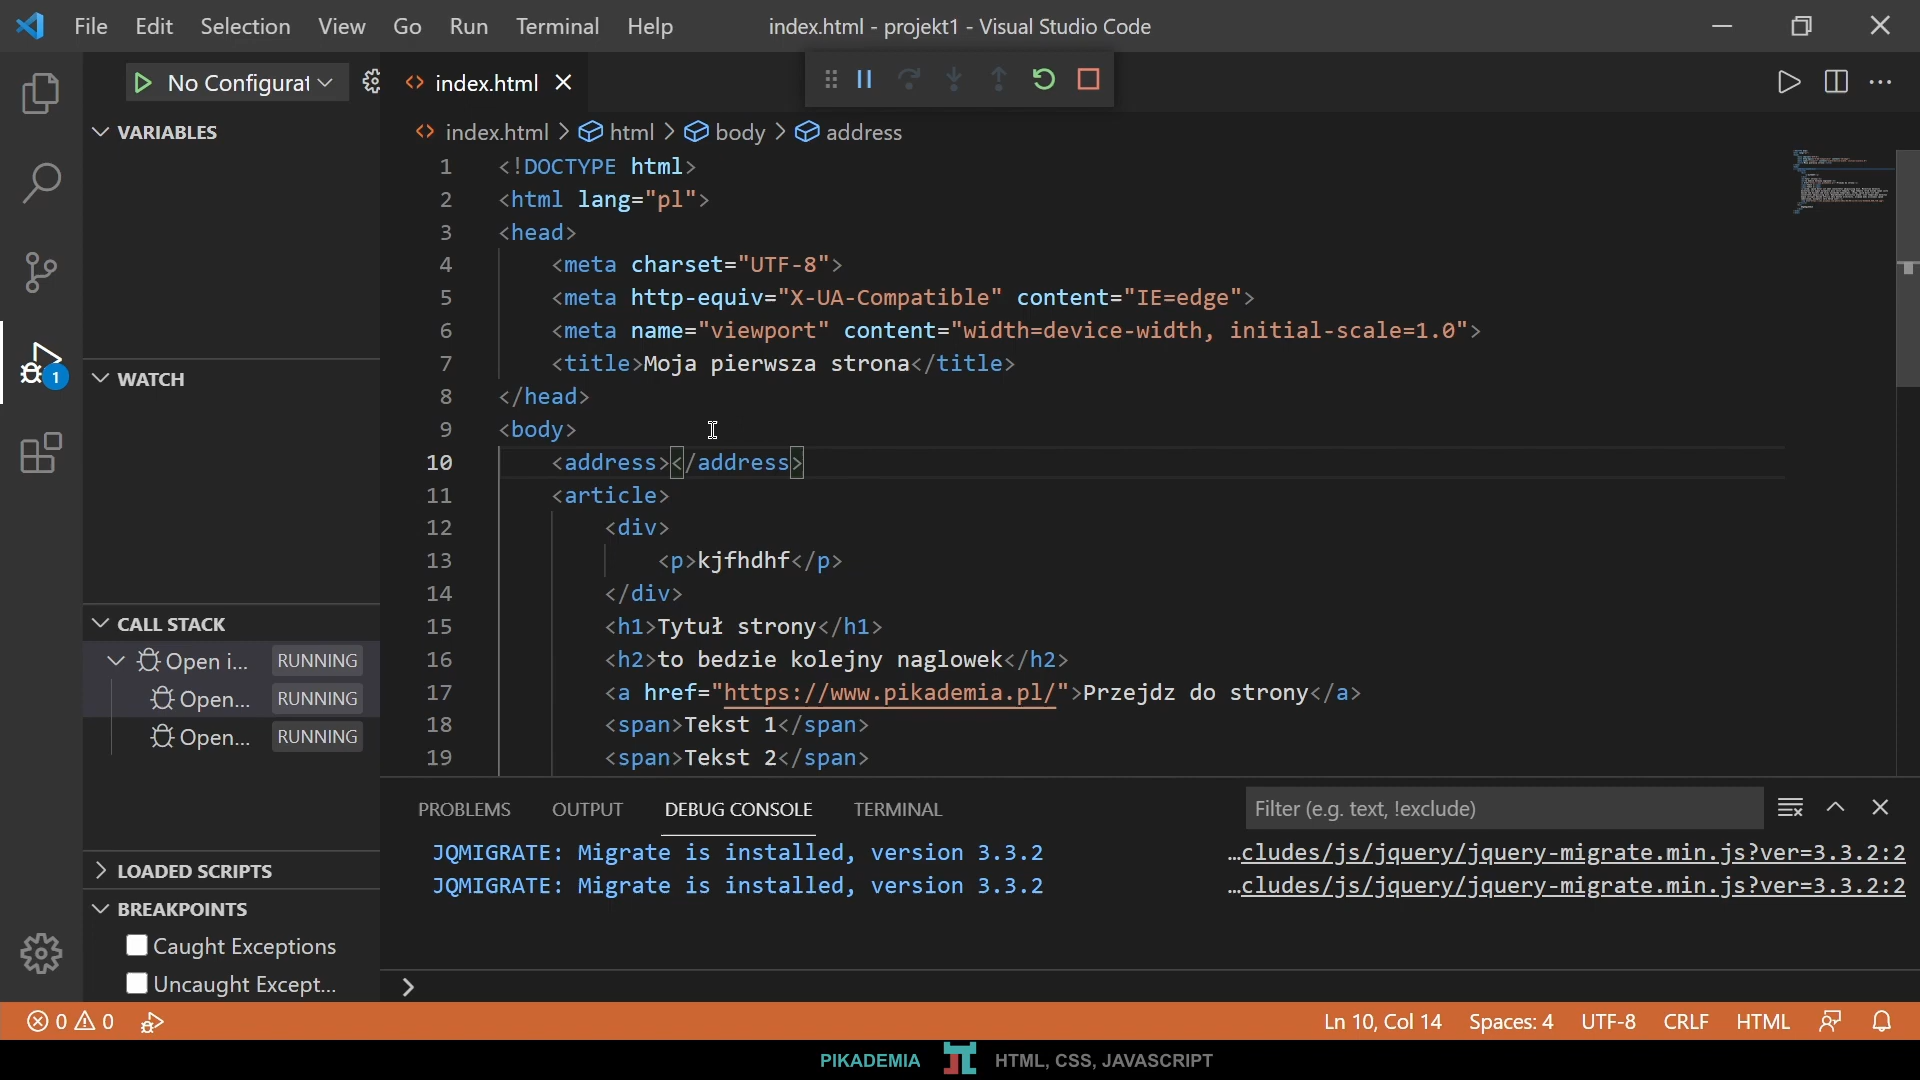 File Edit Selection View Go Run Terminal Help index.html - projekt1 - Visual Studio Code
No Configurat
index.html
VARIABLES
index.html > html > body > address
1 <!DOCTYPE html>
2 <html lang="pl">
3 <head>
4 <meta charset="UTF-8">
5 <meta http-equiv="X-UA-Compatible" content="IE=edge">
6 <meta name="viewport" content="width=device-width, initial-scale=1.0">
7 <title>Moja pierwsza strona</title>
8 </head>
9 <body>
10 <address></address>
11 <article>
12 <div>
13 <p>kjfhdhf</p>
14 </div>
15 <h1>Tytuł strony</h1>
16 <h2>to bedzie kolejny naglowek</h2>
17 <a href="https://www.pikademia.pl/">Przejdz do strony</a>
18 <span>Tekst 1</span>
19 <span>Tekst 2</span>
1
WATCH
CALL STACK
Open i... RUNNING
Open... RUNNING
Open... RUNNING
LOADED SCRIPTS
BREAKPOINTS
Caught Exceptions
Uncaught Except...
PROBLEMS OUTPUT DEBUG CONSOLE TERMINAL Filter (e.g. text, !exclude)
JQMIGRATE: Migrate is installed, version 3.3.2 …cludes/js/jquery/jquery-migrate.min.js?ver=3.3.2:2
JQMIGRATE: Migrate is installed, version 3.3.2 …cludes/js/jquery/jquery-migrate.min.js?ver=3.3.2:2
0 0 Ln 10, Col 14 Spaces: 4 UTF-8 CRLF HTML
PIKADEMIA HTML, CSS, JAVASCRIPT